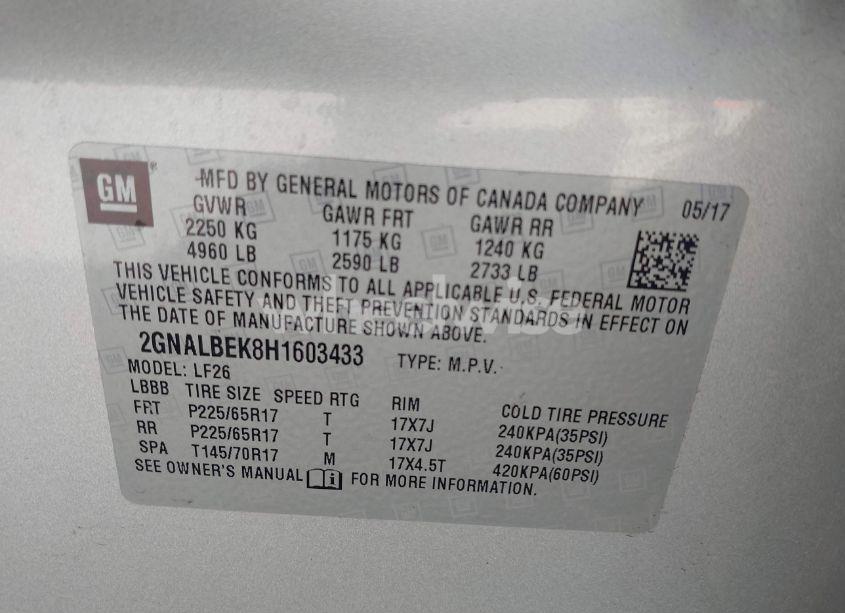 GM
MFD BY GENERAL MOTORS OF CANADA COMPANY 05/17
GVWR GAWR FRT GAWR RR
2250 KG 1175 KG 1240 KG
4960 LB 2590 LB 2733 LB
THIS VEHICLE CONFORMS TO ALL APPLICABLE U.S. FEDERAL MOTOR
VEHICLE SAFETY AND THEFT PREVENTION STANDARDS IN EFFECT ON
THE DATE OF MANUFACTURE SHOWN ABOVE.
2GNALBEK8H1603433 TYPE: M.P.V.
MODEL: LF26
LBBB TIRE SIZE SPEED RTG RIM COLD TIRE PRESSURE
FRT P225/65R17 T 17X7J 240KPA(35PSI)
RR P225/65R17 T 17X7J 240KPA(35PSI)
SPA T145/70R17 M 17X4.5T 420KPA(60PSI)
SEE OWNER'S MANUAL i FOR MORE INFORMATION.